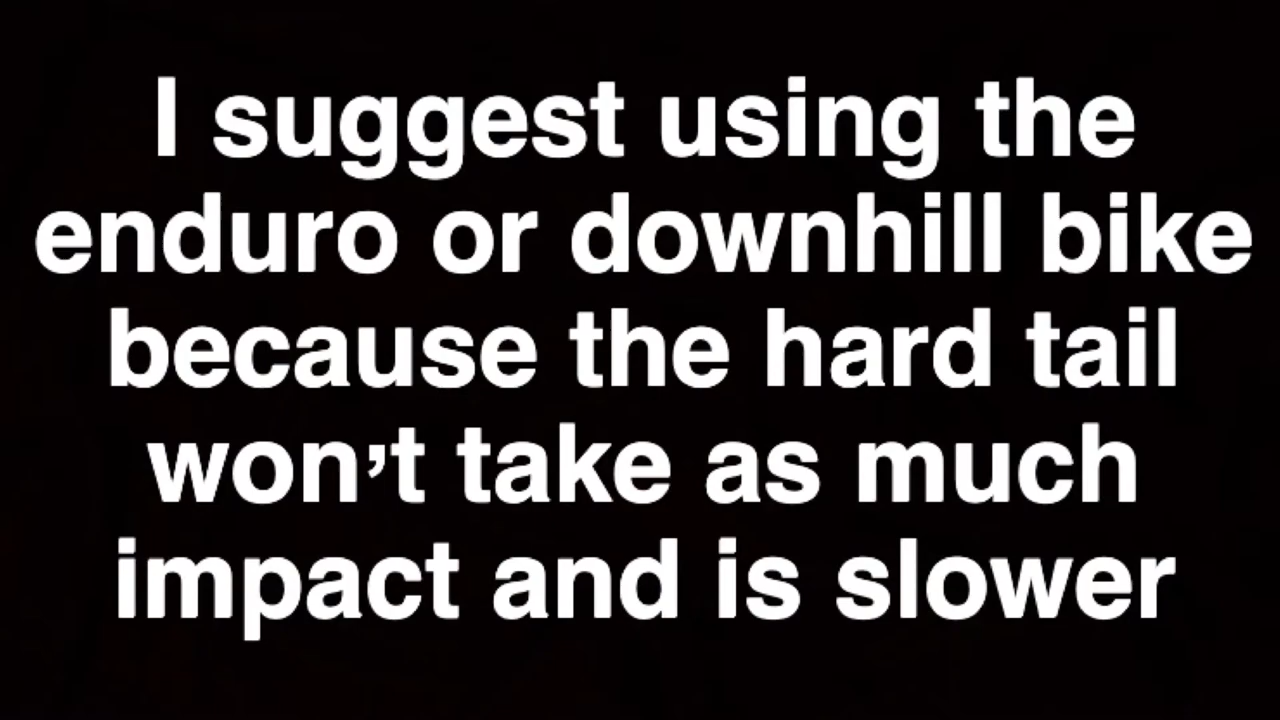 I suggest using the
enduro or downhill bike
because the hard tail
won't take as much
impact and is slower